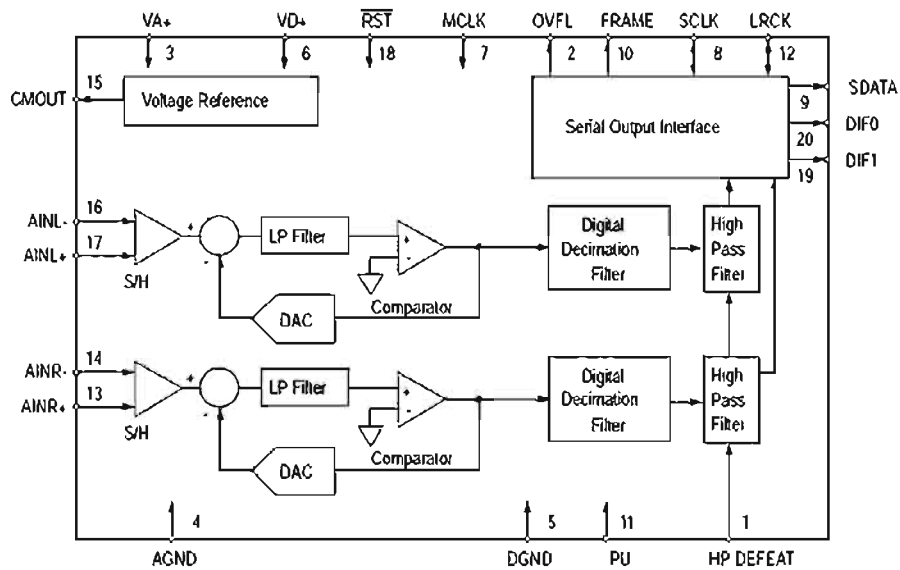 VA+ VD+ RST MCLK OVFL FRAME SCLK LRCK
3 6 18 7 2 10 8 12
15
CMOUT
Voltage Reference
Serial Output Interface
SDATA
9
DIF0
20
DIF1
19
16
AINL-
17
AINL+
S/H
+
-
LP Filter
+
-
Comparator
DAC
Digital
Decimation
Filter
High
Pass
Filter
14
AINR-
13
AINR+
S/H
+
-
LP Filter
+
-
Comparator
DAC
Digital
Decimation
Filter
High
Pass
Filter
4 5 11 1
AGND DGND PU HP DEFEAT